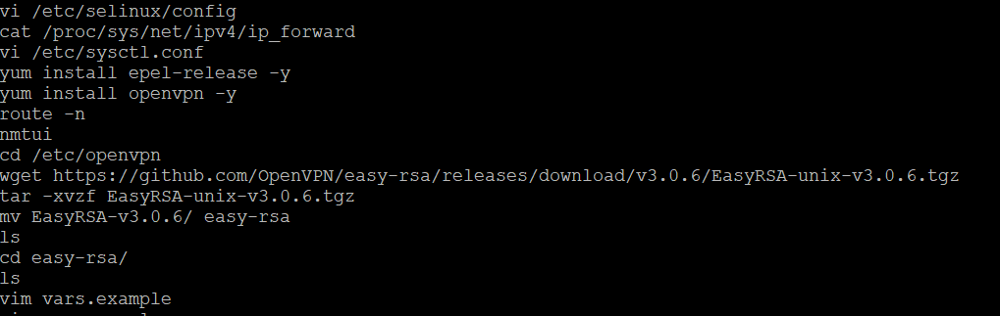 vi /etc/selinux/config
cat /proc/sys/net/ipv4/ip_forward
vi /etc/sysctl.conf
yum install epel-release -y
yum install openvpn -y
route -n
nmtui
cd /etc/openvpn
wget https://github.com/OpenVPN/easy-rsa/releases/download/v3.0.6/EasyRSA-unix-v3.0.6.tgz
tar -xvzf EasyRSA-unix-v3.0.6.tgz
mv EasyRSA-v3.0.6/ easy-rsa
ls
cd easy-rsa/
ls
vim vars.example